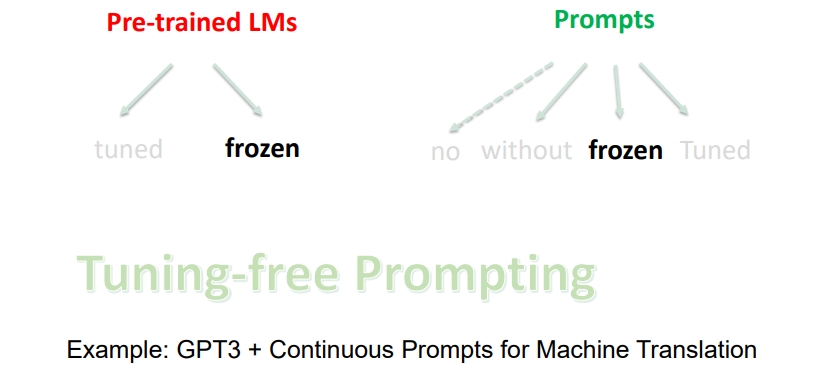 Pre-trained LMs Prompts
tuned frozen no without frozen Tuned
Tuning-free Prompting
Example: GPT3 + Continuous Prompts for Machine Translation